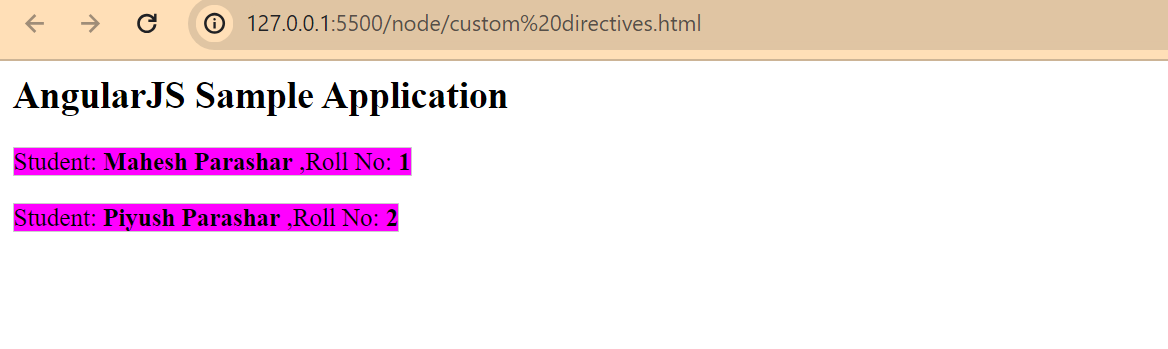 127.0.0.1:5500/node/custom%20directives.html
AngularJS Sample Application
Student: Mahesh Parashar ,Roll No: 1
Student: Piyush Parashar ,Roll No: 2